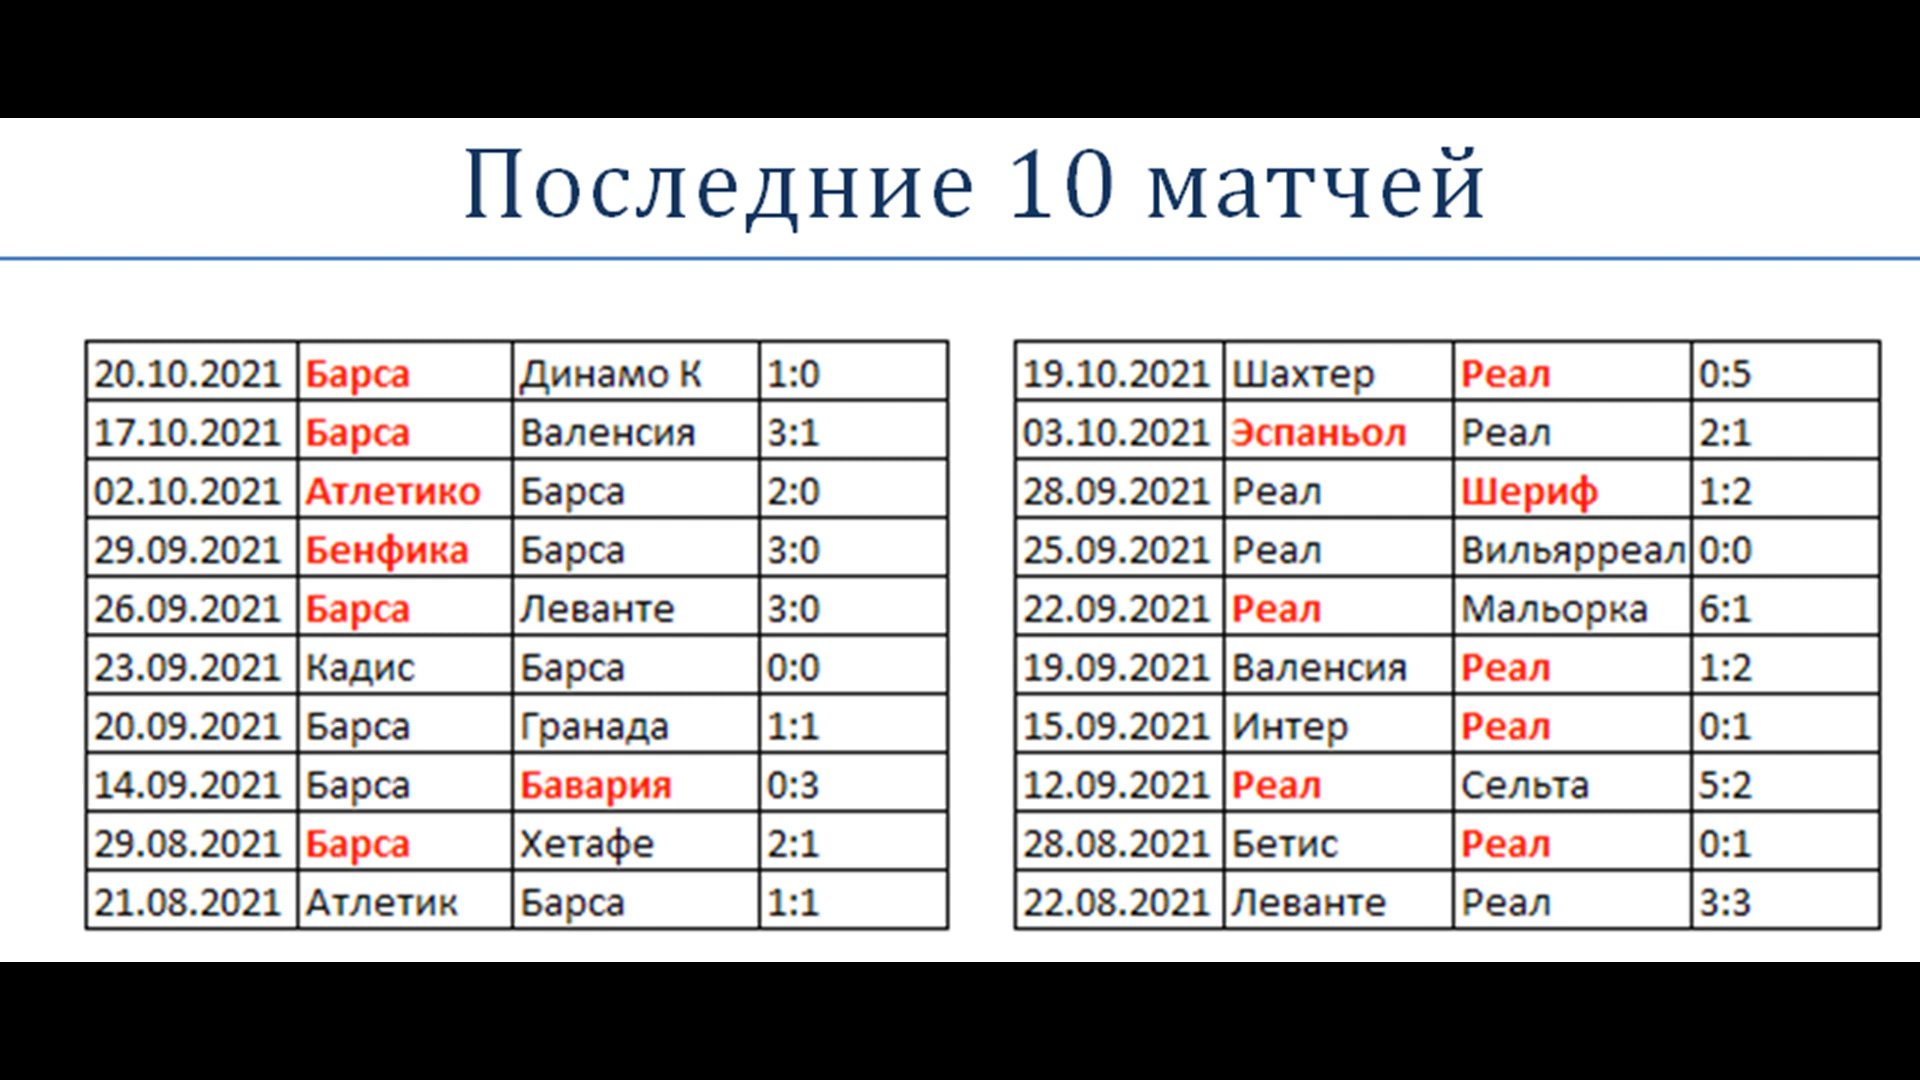 Последние 10 матчей
20.10.2021 Барса Динамо К 1:0
17.10.2021 Барса Валенсия 3:1
02.10.2021 Атлетико Барса 2:0
29.09.2021 Бенфика Барса 3:0
26.09.2021 Барса Леванте 3:0
23.09.2021 Кадис Барса 0:0
20.09.2021 Барса Гранада 1:1
14.09.2021 Барса Бавария 0:3
29.08.2021 Барса Хетафе 2:1
21.08.2021 Атлетик Барса 1:1
19.10.2021 Шахтер Реал 0:5
03.10.2021 Эспаньол Реал 2:1
28.09.2021 Реал Шериф 1:2
25.09.2021 Реал Вильярреал 0:0
22.09.2021 Реал Мальорка 6:1
19.09.2021 Валенсия Реал 1:2
15.09.2021 Интер Реал 0:1
12.09.2021 Реал Сельта 5:2
28.08.2021 Бетис Реал 0:1
22.08.2021 Леванте Реал 3:3